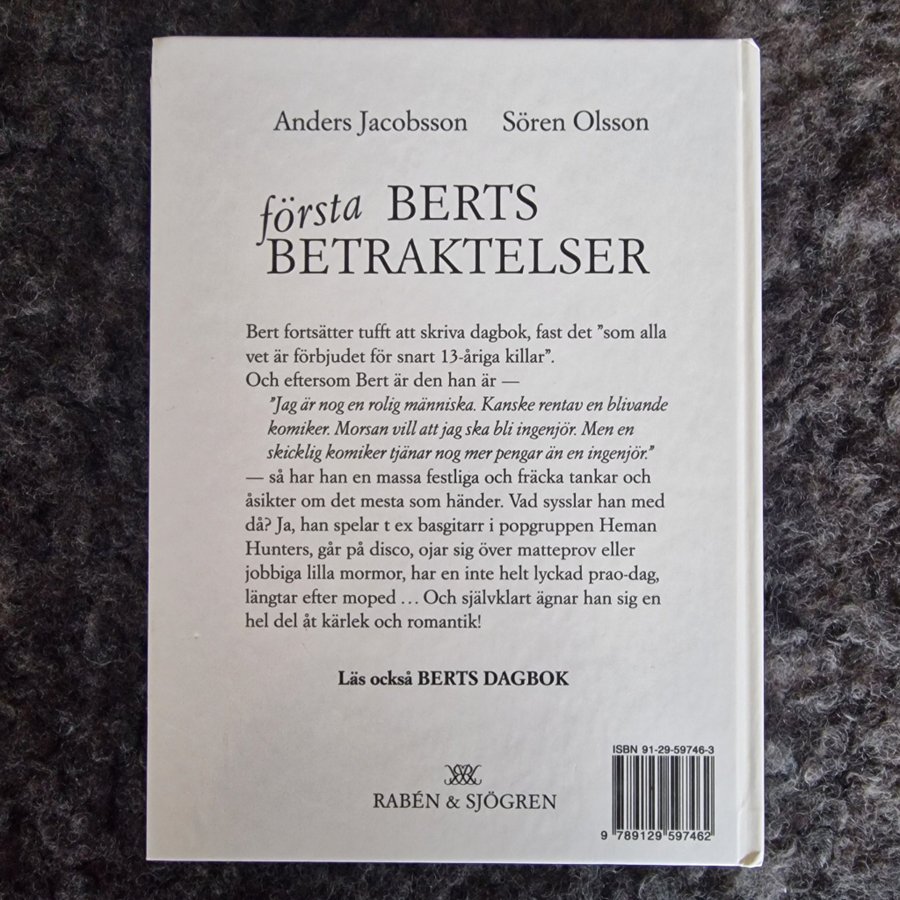 Anders Jacobsson Sören Olsson
första BERTS
BETRAKTELSER
Bert fortsätter tufft att skriva dagbok, fast det ”som alla
vet är förbjudet för snart 13-åriga killar”.
Och eftersom Bert är den han är —
”Jag är nog en rolig människa. Kanske rentav en blivande
komiker. Morsan vill att jag ska bli ingenjör. Men en
skicklig komiker tjänar nog mer pengar än en ingenjör.”
— så har han en massa festliga och fräcka tankar och
åsikter om det mesta som händer. Vad sysslar han med
då? Ja, han spelar t ex basgitarr i popgruppen Heman
Hunters, går på disco, ojar sig över matteprov eller
jobbiga lilla mormor, har en inte helt lyckad prao-dag,
längtar efter moped ... Och självklart ägnar han sig en
hel del åt kärlek och romantik!
Läs också BERTS DAGBOK
RABÉN & SJÖGREN
ISBN 91-29-59746-3
9 789129 597462